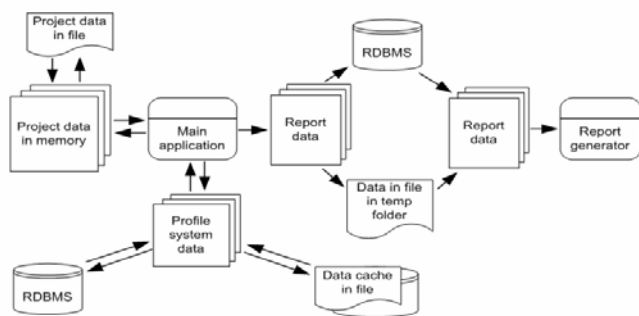 Project data
in file
RDBMS
Project data
in memory
Main
application
Report
data
Report
data
Report
generator
Data in file
in temp
folder
Profile
system
data
RDBMS
Data cache
in file